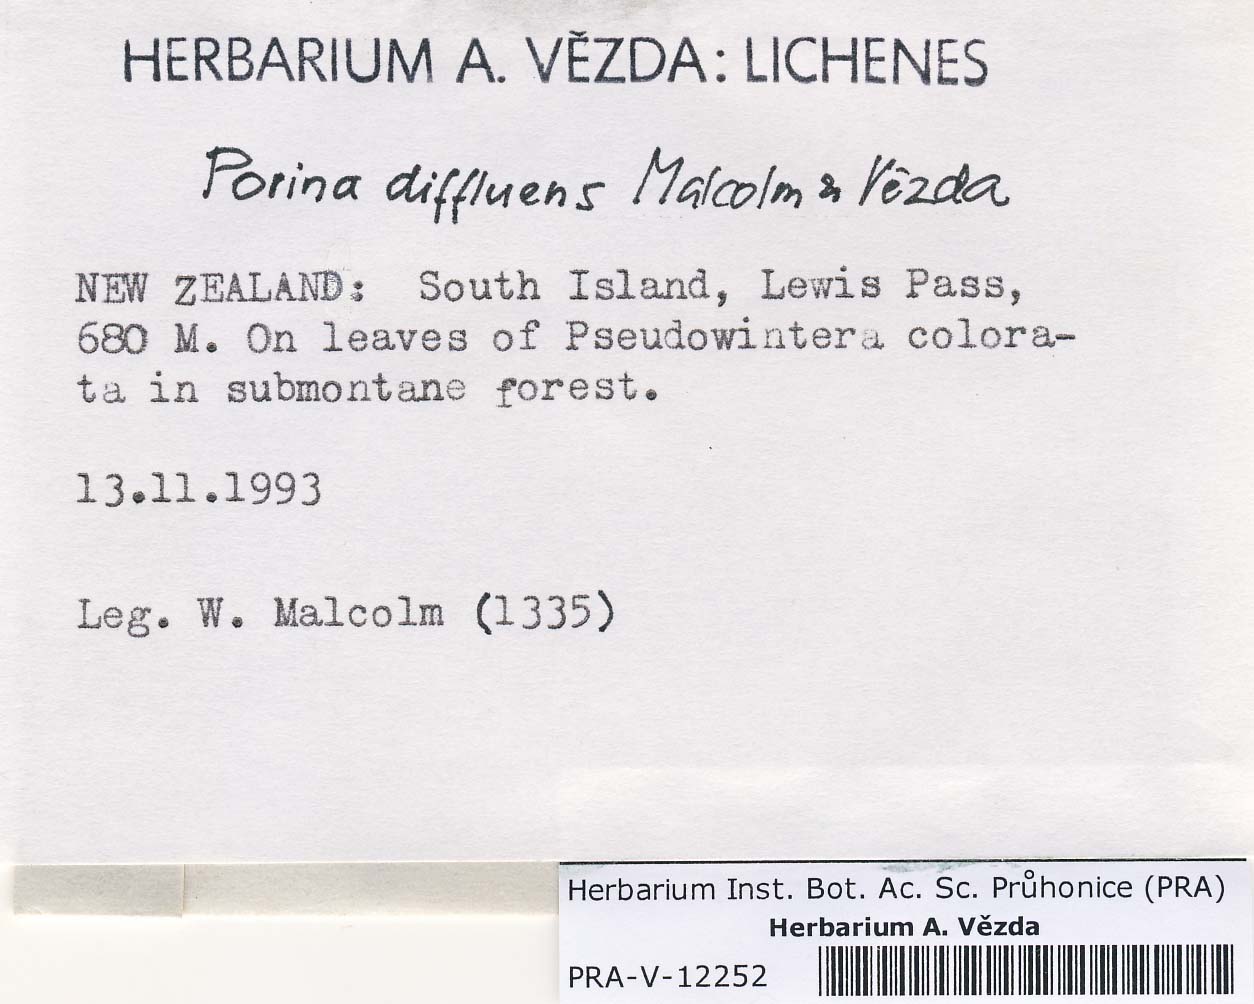 HERBARIUM A. VĚZDA: LICHENES
Porina diffluens Malcolm & Vězda
NEW ZEALAND: South Island, Lewis Pass,
680 M. On leaves of Pseudowintera colora-
ta in submontane forest.
13.11.1993
Leg. W. Malcolm (1335)
Herbarium Inst. Bot. Ac. Sc. Průhonice (PRA)
Herbarium A. Vězda
PRA-V-12252